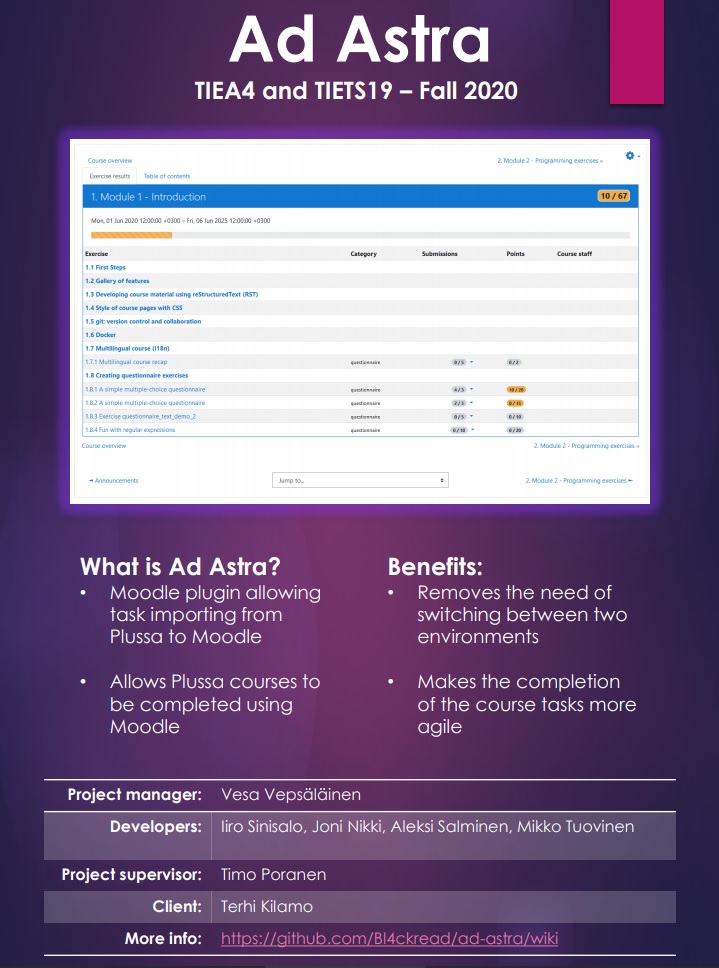 Ad Astra
TIEA4 and TIETS19 – Fall 2020
Course overview
2. Module 2 - Programming exercises »
Exercise results Table of contents
1. Module 1 - Introduction 10 / 67
Mon, 01 Jun 2020 12:00:00 +0300 – Fri, 06 Jun 2025 12:00:00 +0300
Exercise Category Submissions Points Course staff
1.1 First Steps
1.2 Gallery of features
1.3 Developing course material using reStructuredText (RST)
1.4 Style of course pages with CSS
1.5 git: version control and collaboration
1.6 Docker
1.7 Multilingual course (i18n)
1.7.1 Multilingual course recap questionnaire 0 / 5 0 / 2
1.8 Creating questionnaire exercises
1.8.1 A simple multiple-choice questionnaire questionnaire 4 / 5 10 / 20
1.8.2 A simple multiple-choice questionnaire questionnaire 2 / 3 0 / 15
1.8.3 Exercise questionnaire_text_demo_2 questionnaire 0 / 5 0 / 10
1.8.4 Fun with regular expressions questionnaire 0 / 10 0 / 20
Course overview 2. Module 2 - Programming exercises »
◄ Announcements Jump to... 2. Module 2 - Programming exercises ►
What is Ad Astra?
• Moodle plugin allowing
task importing from
Plussa to Moodle
• Allows Plussa courses to
be completed using
Moodle
Benefits:
• Removes the need of
switching between two
environments
• Makes the completion
of the course tasks more
agile
Project manager: Vesa Vepsäläinen
Developers: Iiro Sinisalo, Joni Nikki, Aleksi Salminen, Mikko Tuovinen
Project supervisor: Timo Poranen
Client: Terhi Kilamo
More info: https://github.com/Bl4ckread/ad-astra/wiki